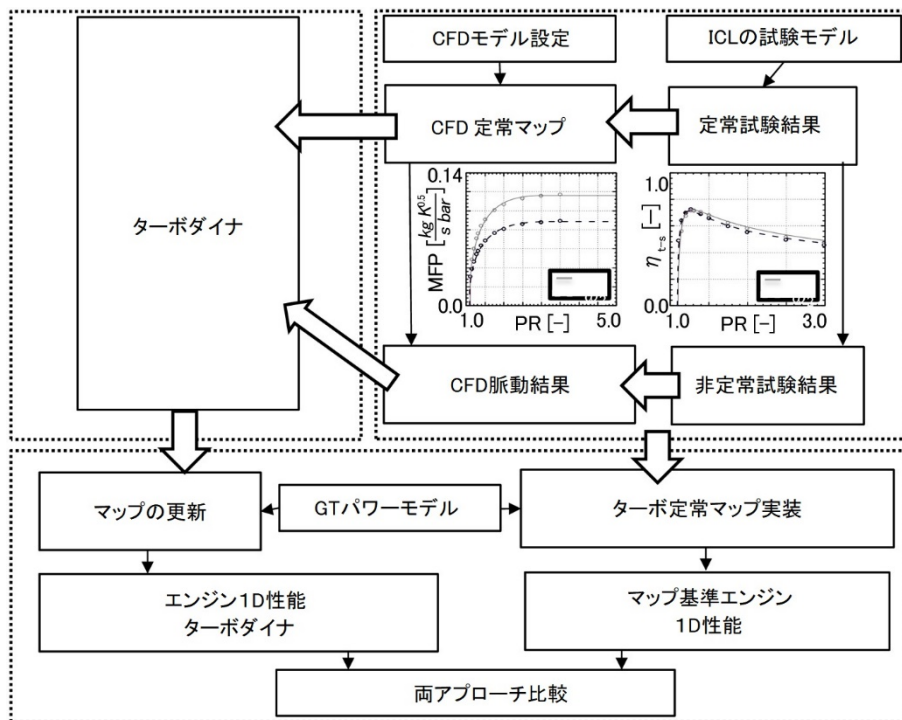 CFDモデル設定
ICLの試験モデル
CFD 定常マップ
定常試験結果
ターボダイナ
0.14
MFP [kg K^0.5 / s bar]
0.0
1.0
PR [-]
5.0
1.0
η t-s [-]
0.0
1.0
PR [-]
3.0
CFD脈動結果
非定常試験結果
マップの更新
GTパワーモデル
ターボ定常マップ実装
エンジン1D性能
ターボダイナ
マップ基準エンジン
1D性能
両アプローチ比較